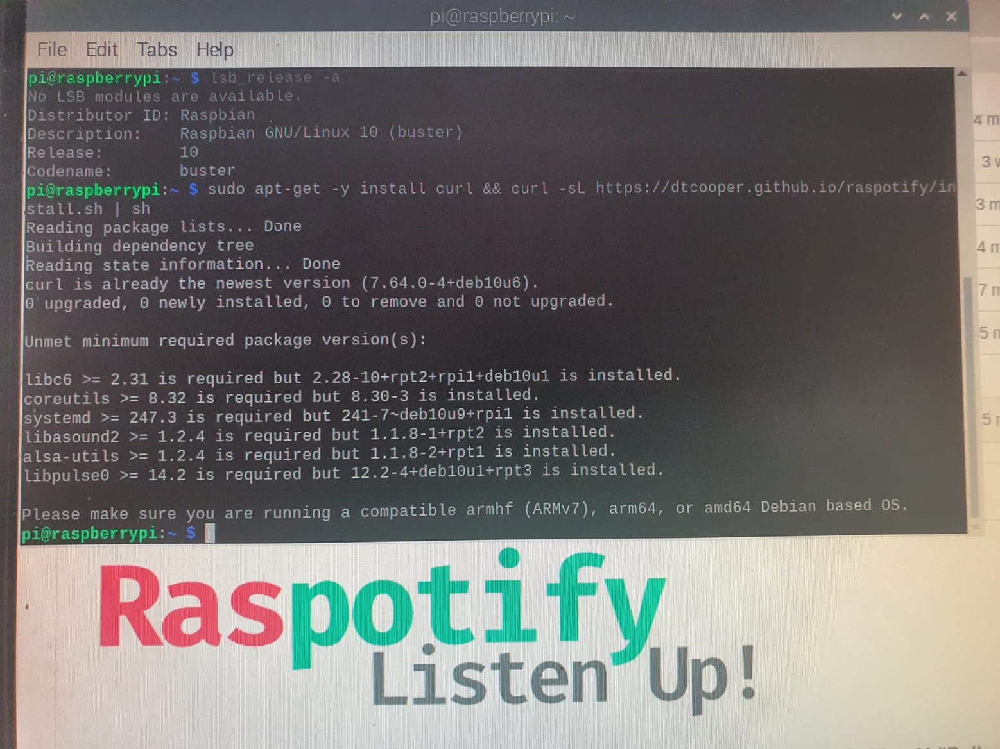 pi@raspberrypi: ~
File Edit Tabs Help
pi@raspberrypi:~ $ lsb_release -a
No LSB modules are available.
Distributor ID: Raspbian
Description: Raspbian GNU/Linux 10 (buster)
Release: 10
Codename: buster
pi@raspberrypi:~ $ sudo apt-get -y install curl && curl -sL https://dtcooper.github.io/raspotify/in
stall.sh | sh
Reading package lists... Done
Building dependency tree
Reading state information... Done
curl is already the newest version (7.64.0-4+deb10u6).
0 upgraded, 0 newly installed, 0 to remove and 0 not upgraded.
Unmet minimum required package version(s):
libc6 >= 2.31 is required but 2.28-10+rpt2+rpi1+deb10u1 is installed.
coreutils >= 8.32 is required but 8.30-3 is installed.
systemd >= 247.3 is required but 241-7~deb10u9+rpi1 is installed.
libasound2 >= 1.2.4 is required but 1.1.8-1+rpt2 is installed.
alsa-utils >= 1.2.4 is required but 1.1.8-2+rpt1 is installed.
libpulse0 >= 14.2 is required but 12.2-4+deb10u1+rpt3 is installed.
Please make sure you are running a compatible armhf (ARMv7), arm64, or amd64 Debian based OS.
pi@raspberrypi:~ $
4 m
3
3 m
4 m
7
5
5
Raspotify
Listen Up!